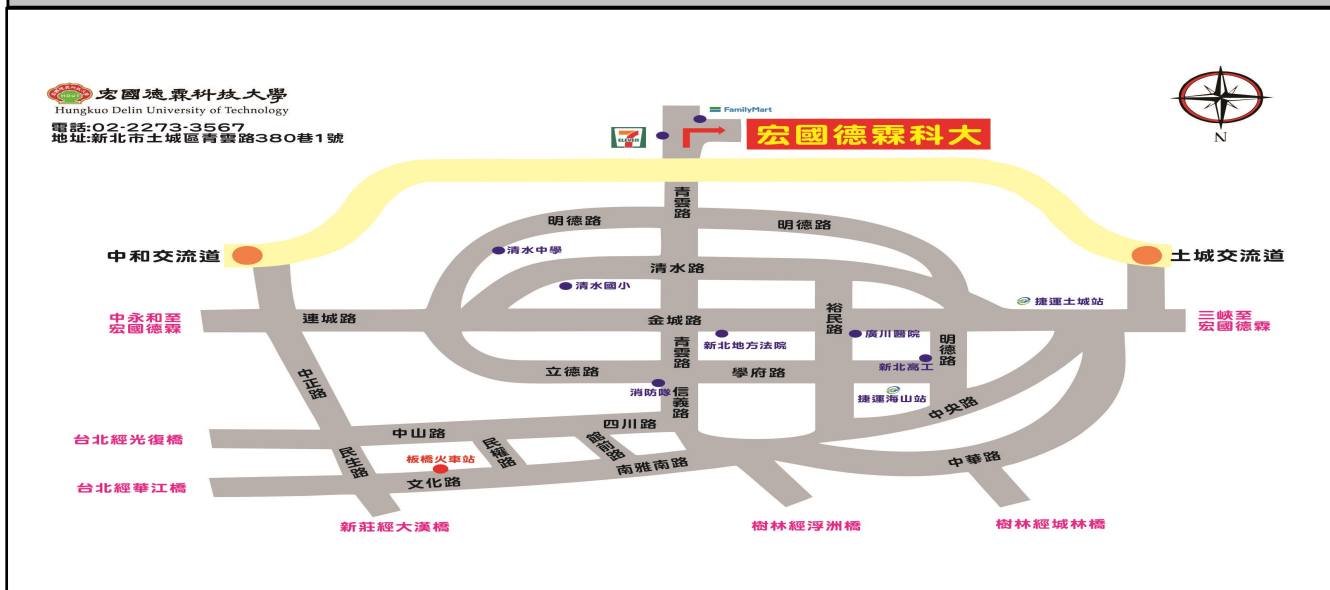 宏國德霖科技大學
Hungkuo Delin University of Technology
電話:02-2273-3567
地址:新北市土城區青雲路380巷1號
FamilyMart
7
ELEVEN
宏國德霖科大
N
青雲路
明德路
明德路
清水中學
中和交流道
土城交流道
清水路
清水國小
捷運土城站
中永和至
宏國德霖
連城路
金城路
裕民路
三峽至
宏國德霖
新北地方法院
廣川醫院
明德路
青雲路
立德路
學府路
新北高工
中正路
消防隊
信義路
捷運海山站
中央路
台北經光復橋
中山路
四川路
民權路
館前路
板橋火車站
民生路
南雅南路
中華路
台北經華江橋
文化路
新莊經大漢橋
樹林經浮洲橋
樹林經城林橋